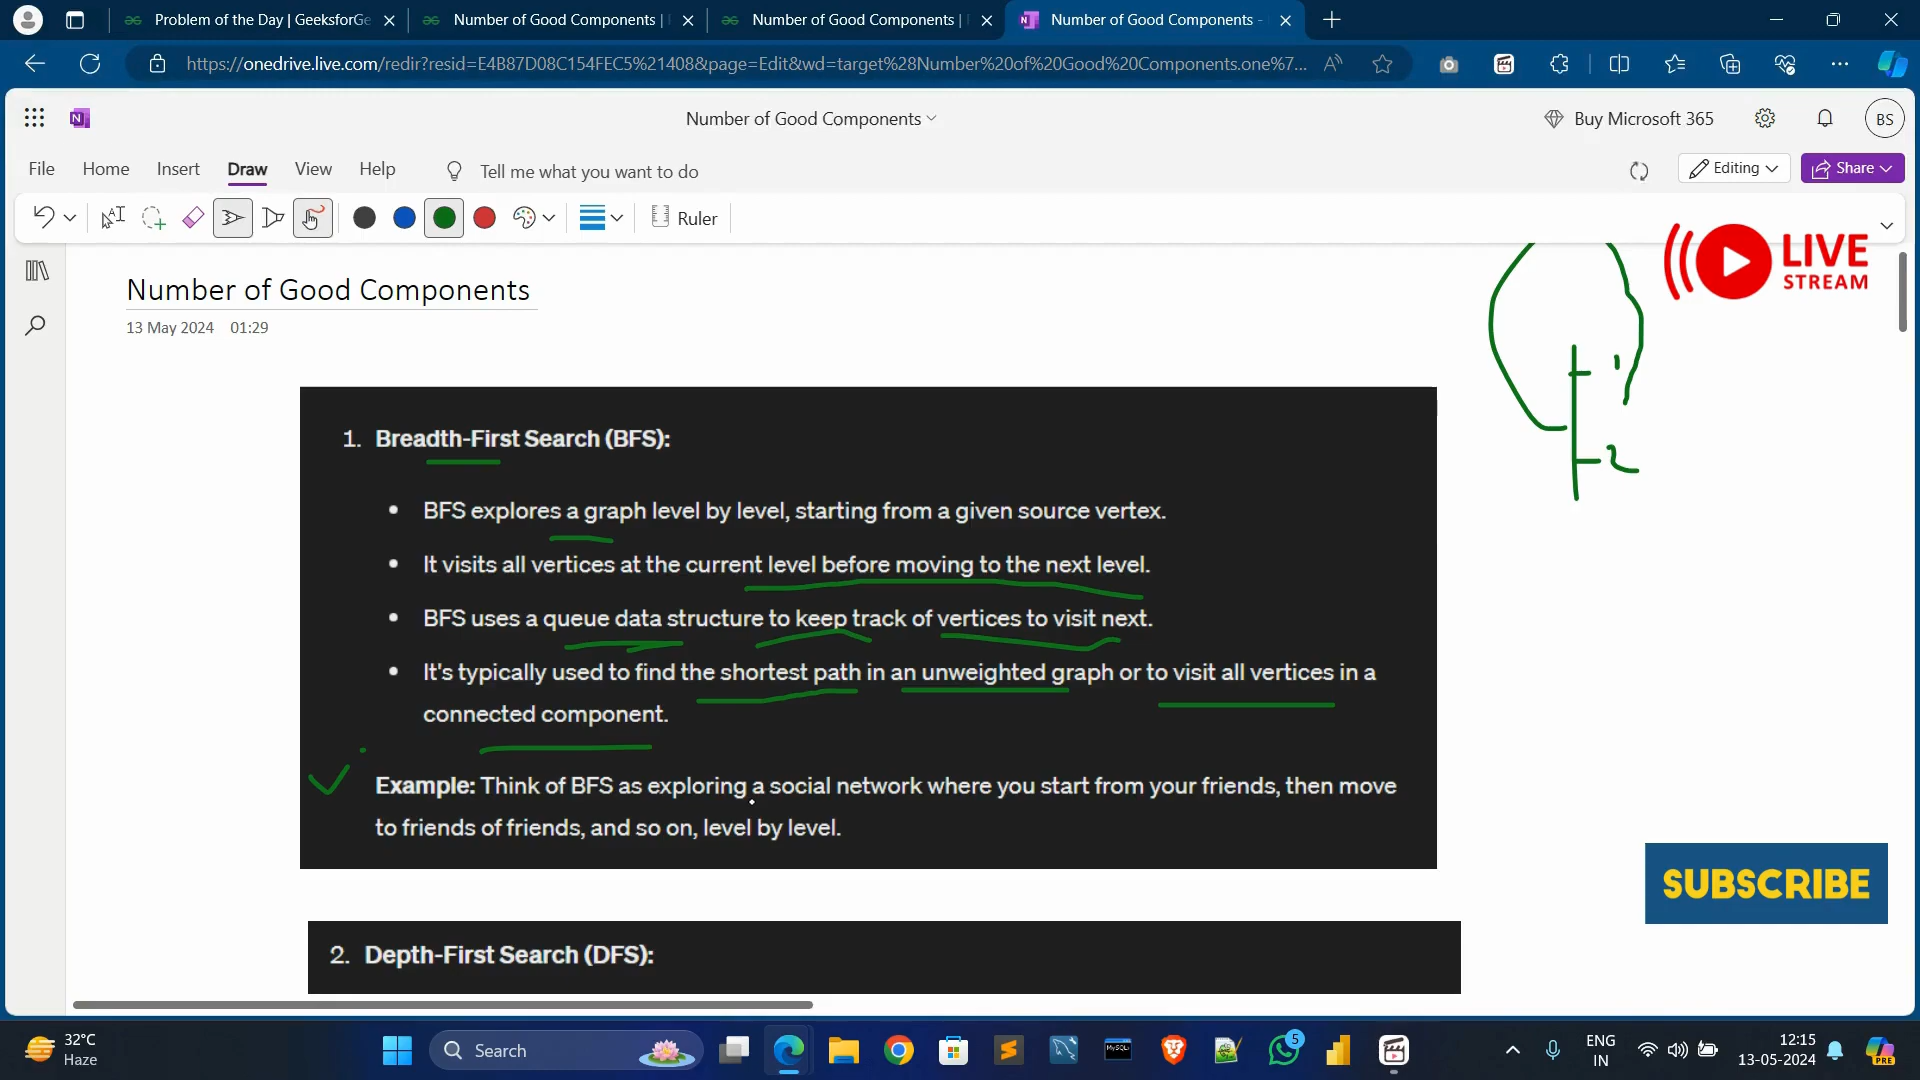 Problem of the Day | GeeksforGe
Number of Good Components |
Number of Good Components |
Number of Good Components -
https://onedrive.live.com/redir?resid=E4B87D08C154FEC5%21408&page=Edit&wd=target%28Number%20of%20Good%20Components.one%7...
Number of Good Components
Buy Microsoft 365
BS
File
Home
Insert
Draw
View
Help
Tell me what you want to do
Editing
Share
Ruler
LIVE
STREAM
Number of Good Components
13 May 2024 01:29
1
2
1. Breadth-First Search (BFS):
• BFS explores a graph level by level, starting from a given source vertex.
• It visits all vertices at the current level before moving to the next level.
• BFS uses a queue data structure to keep track of vertices to visit next.
• It's typically used to find the shortest path in an unweighted graph or to visit all vertices in a
connected component.
Example: Think of BFS as exploring a social network where you start from your friends, then move
to friends of friends, and so on, level by level.
SUBSCRIBE
2. Depth-First Search (DFS):
32°C
Haze
Search
MySQL
5
ENG
IN
12:15
13-05-2024
PRE